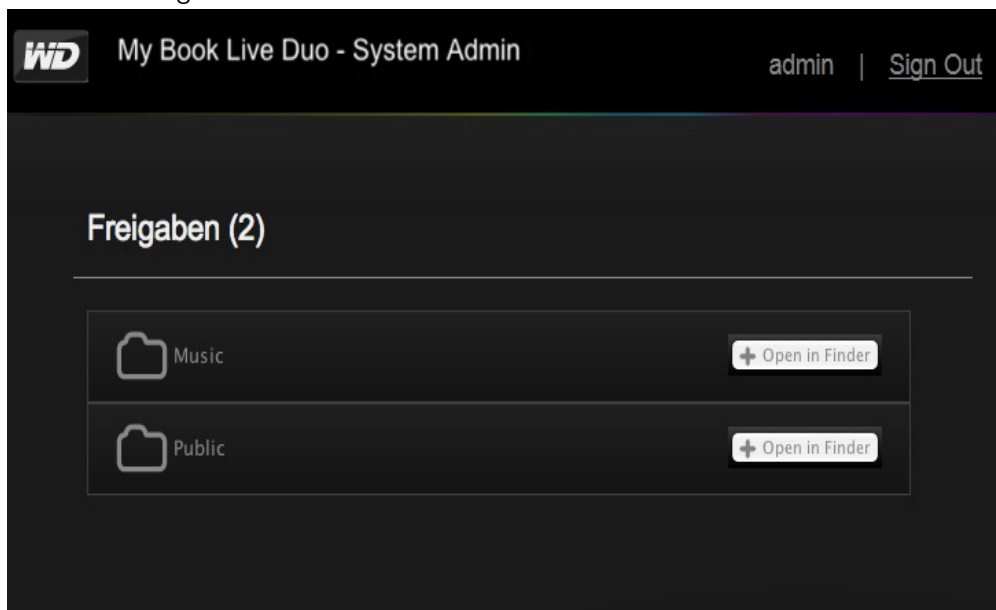 WD My Book Live Duo - System Admin
admin | Sign Out
Freigaben (2)
Music + Open in Finder
Public + Open in Finder